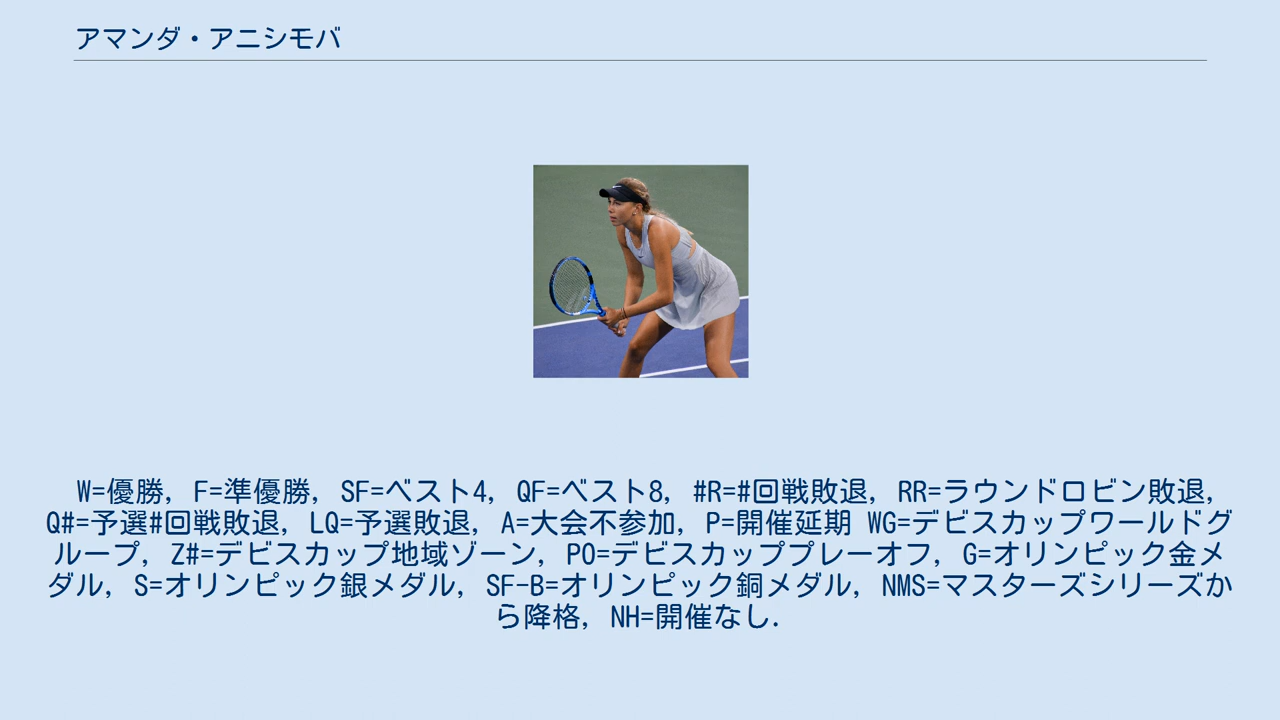 アマンダ・アニシモバ
W=優勝, F=準優勝, SF=ベスト4, QF=ベスト8, #R=#回戦敗退, RR=ラウンドロビン敗退,
Q#=予選#回戦敗退, LQ=予選敗退, A=大会不参加, P=開催延期 WG=デビスカップワールドグ
ループ, Z#=デビスカップ地域ゾーン, PO=デビスカッププレーオフ, G=オリンピック金メ
ダル, S=オリンピック銀メダル, SF-B=オリンピック銅メダル, NMS=マスターズシリーズか
ら降格, NH=開催なし.